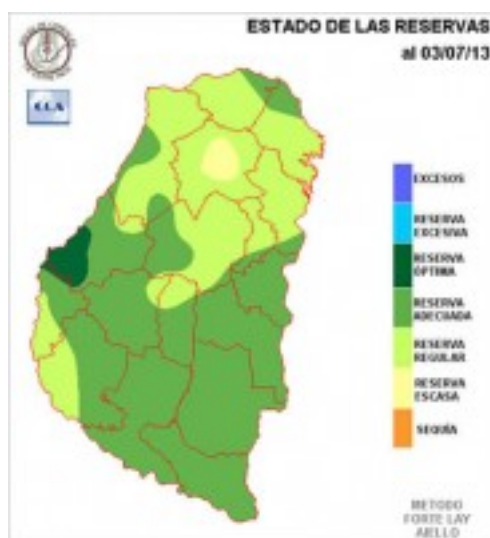 ESTADO DE LAS RESERVAS
al 03/07/13
CCA
EXCESOS
RESERVA
EXCESIVA
RESERVA
ÓPTIMA
RESERVA
ADECUADA
RESERVA
REGULAR
RESERVA
ESCASA
SEQUÍA
METODO
FORTE LAY
AIELLO